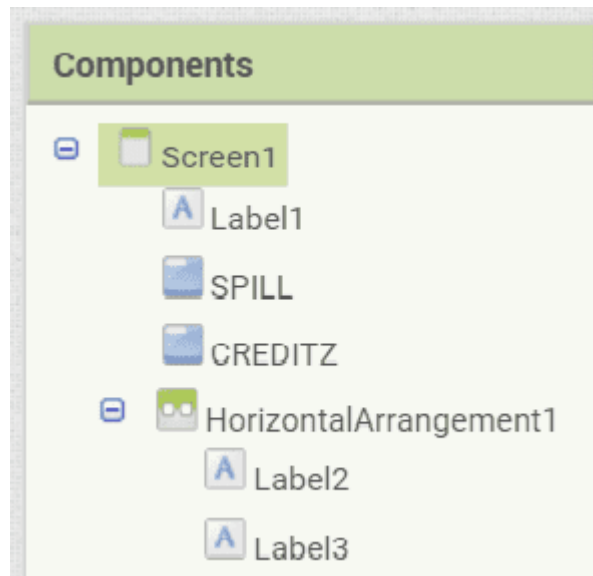 Components
Screen1
A Label1
SPILL
CREDITZ
HorizontalArrangement1
A Label2
A Label3